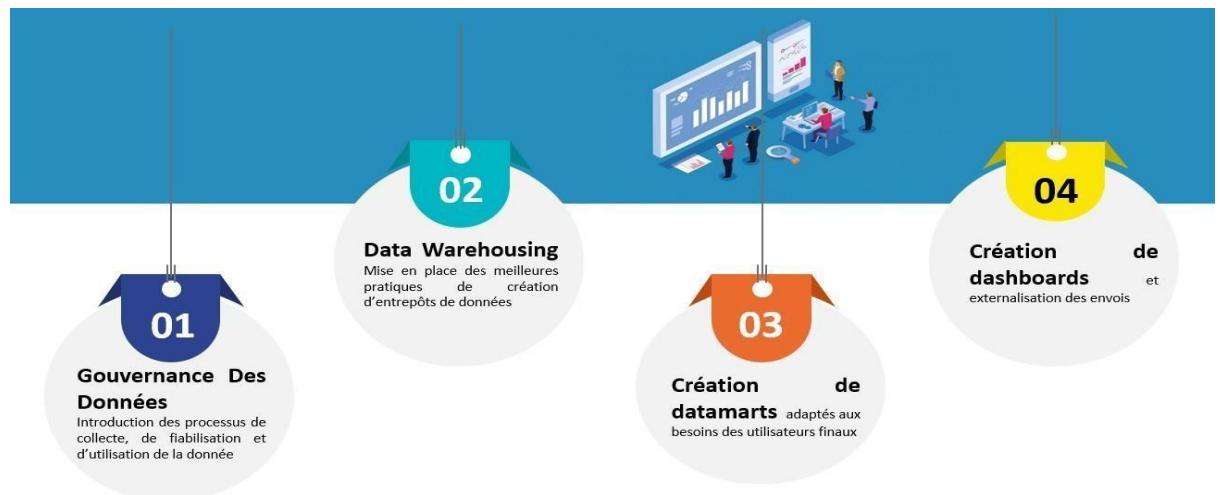 01
Gouvernance Des
Données
Introduction des processus de
collecte, de fiabilisation et
d’utilisation de la donnée
02
Data Warehousing
Mise en place des meilleures
pratiques de création
d’entrepôts de données
03
Création de
datamarts adaptés aux
besoins des utilisateurs finaux
04
Création de
dashboards et
externalisation des envois